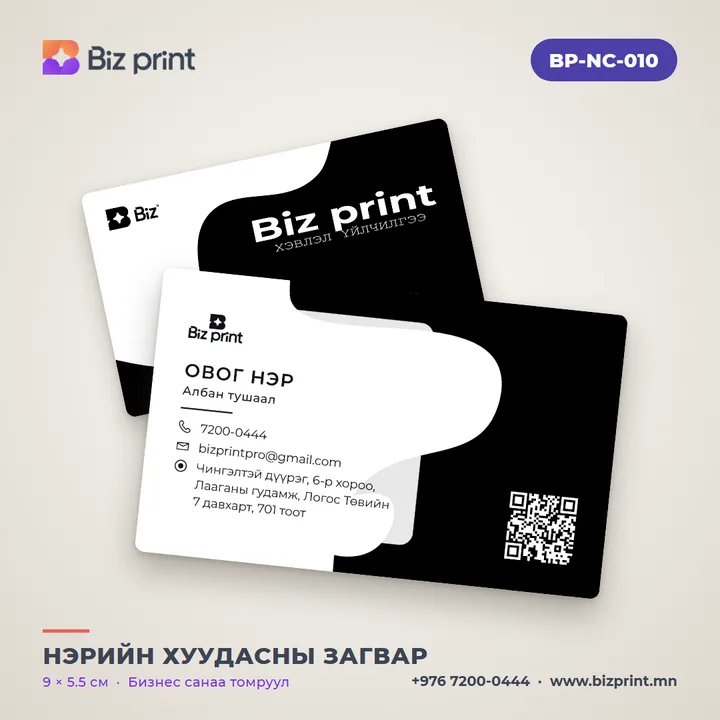 Biz print
BP-NC-010
Biz
Biz print
ХЭВЛЭЛ ҮЙЛЧИЛГЭЭ
Biz print
ОВОГ НЭР
Албан тушаал
7200-0444
bizprintpro@gmail.com
Чингэлтэй дүүрэг, 6-р хороо,
Лааганы гудамж, Логос Төвийн
7 давхарт, 701 тоот
НЭРИЙН ХУУДАСНЫ ЗАГВАР
9 × 5.5 см · Бизнес санаа томруул
+976 7200-0444 · www.bizprint.mn